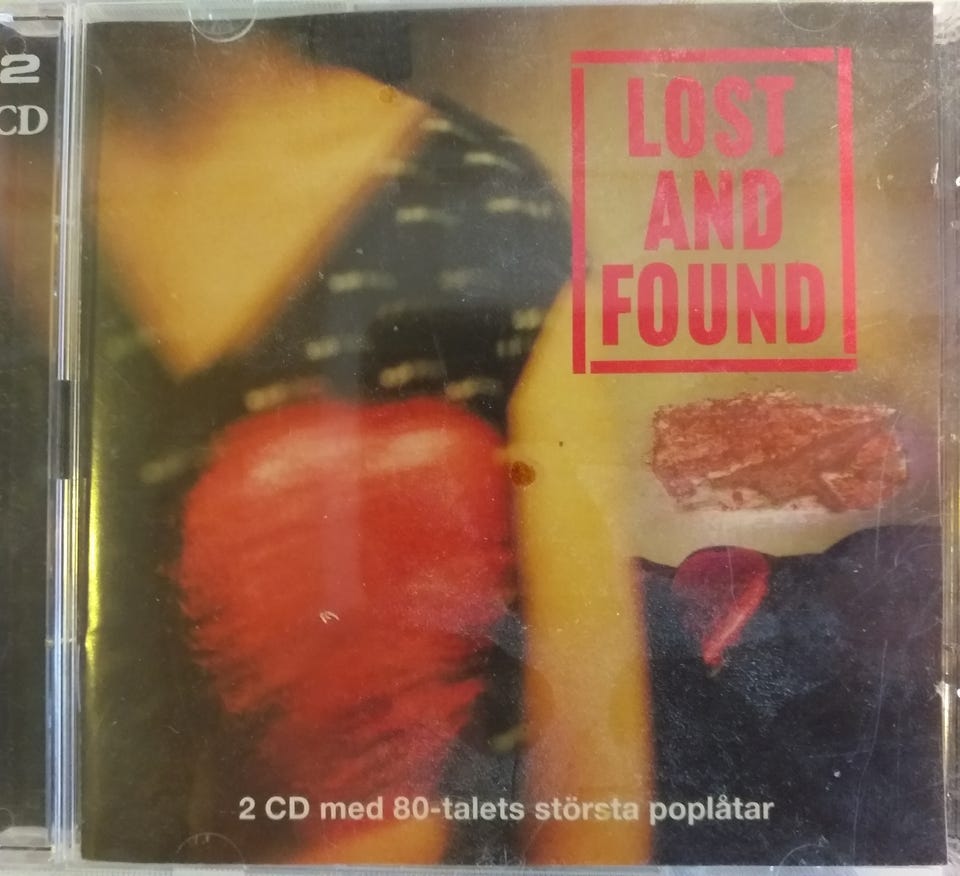 2
CD
LOST
AND
FOUND
2 CD med 80-talets största poplåtar